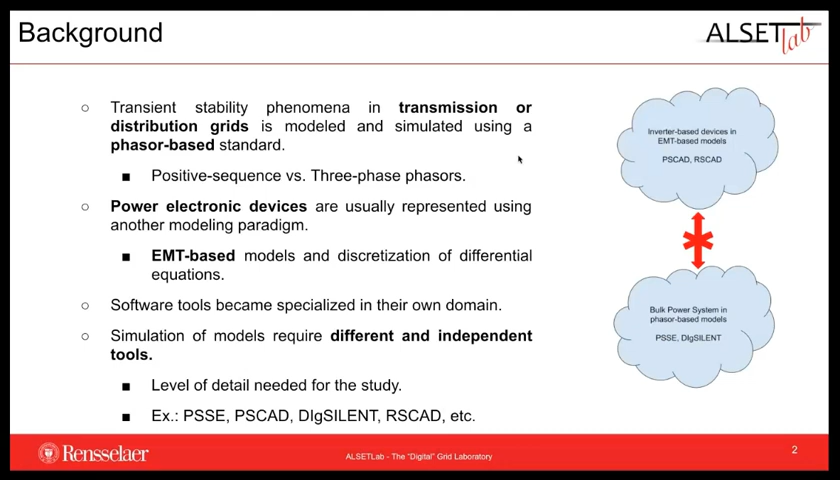 Background
ALSETLab
○ Transient stability phenomena in transmission or
distribution grids is modeled and simulated using a
phasor-based standard.
■ Positive-sequence vs. Three-phase phasors.
○ Power electronic devices are usually represented using
another modeling paradigm.
■ EMT-based models and discretization of differential
equations.
○ Software tools became specialized in their own domain.
○ Simulation of models require different and independent
tools.
■ Level of detail needed for the study.
■ Ex.: PSSE, PSCAD, DIgSILENT, RSCAD, etc.
Inverter-based devices in
EMT-based models
PSCAD, RSCAD
Bulk Power System in
phasor-based models
PSSE, DIgSILENT
Rensselaer
ALSETLab - The "Digital" Grid Laboratory
2